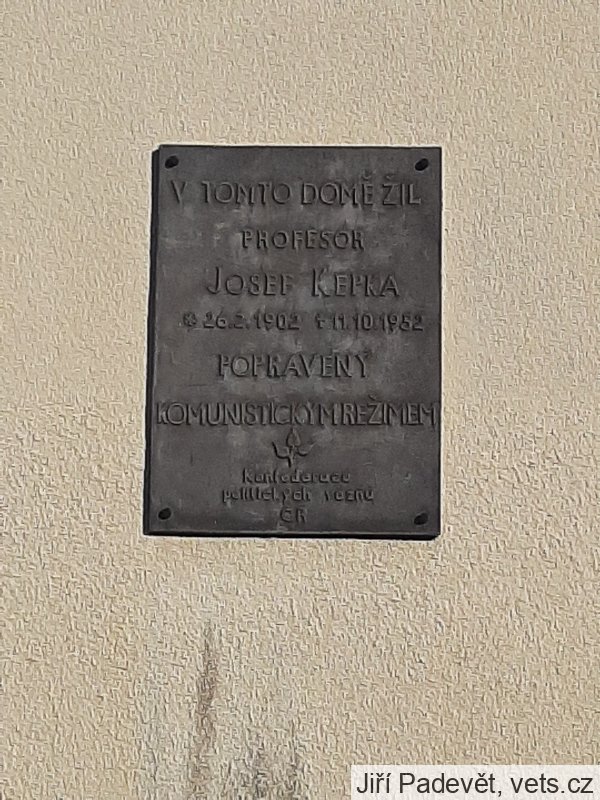 V TOMTO DOMĚ ŽIL
PROFESOR
JOSEF KEPKA
* 26.2.1902 † 11.10.1952
POPRAVENÝ
KOMUNISTICKÝM REŽIMEM
Konfederace
politických vězňů
ČR
Jiří Padevět, vets.cz